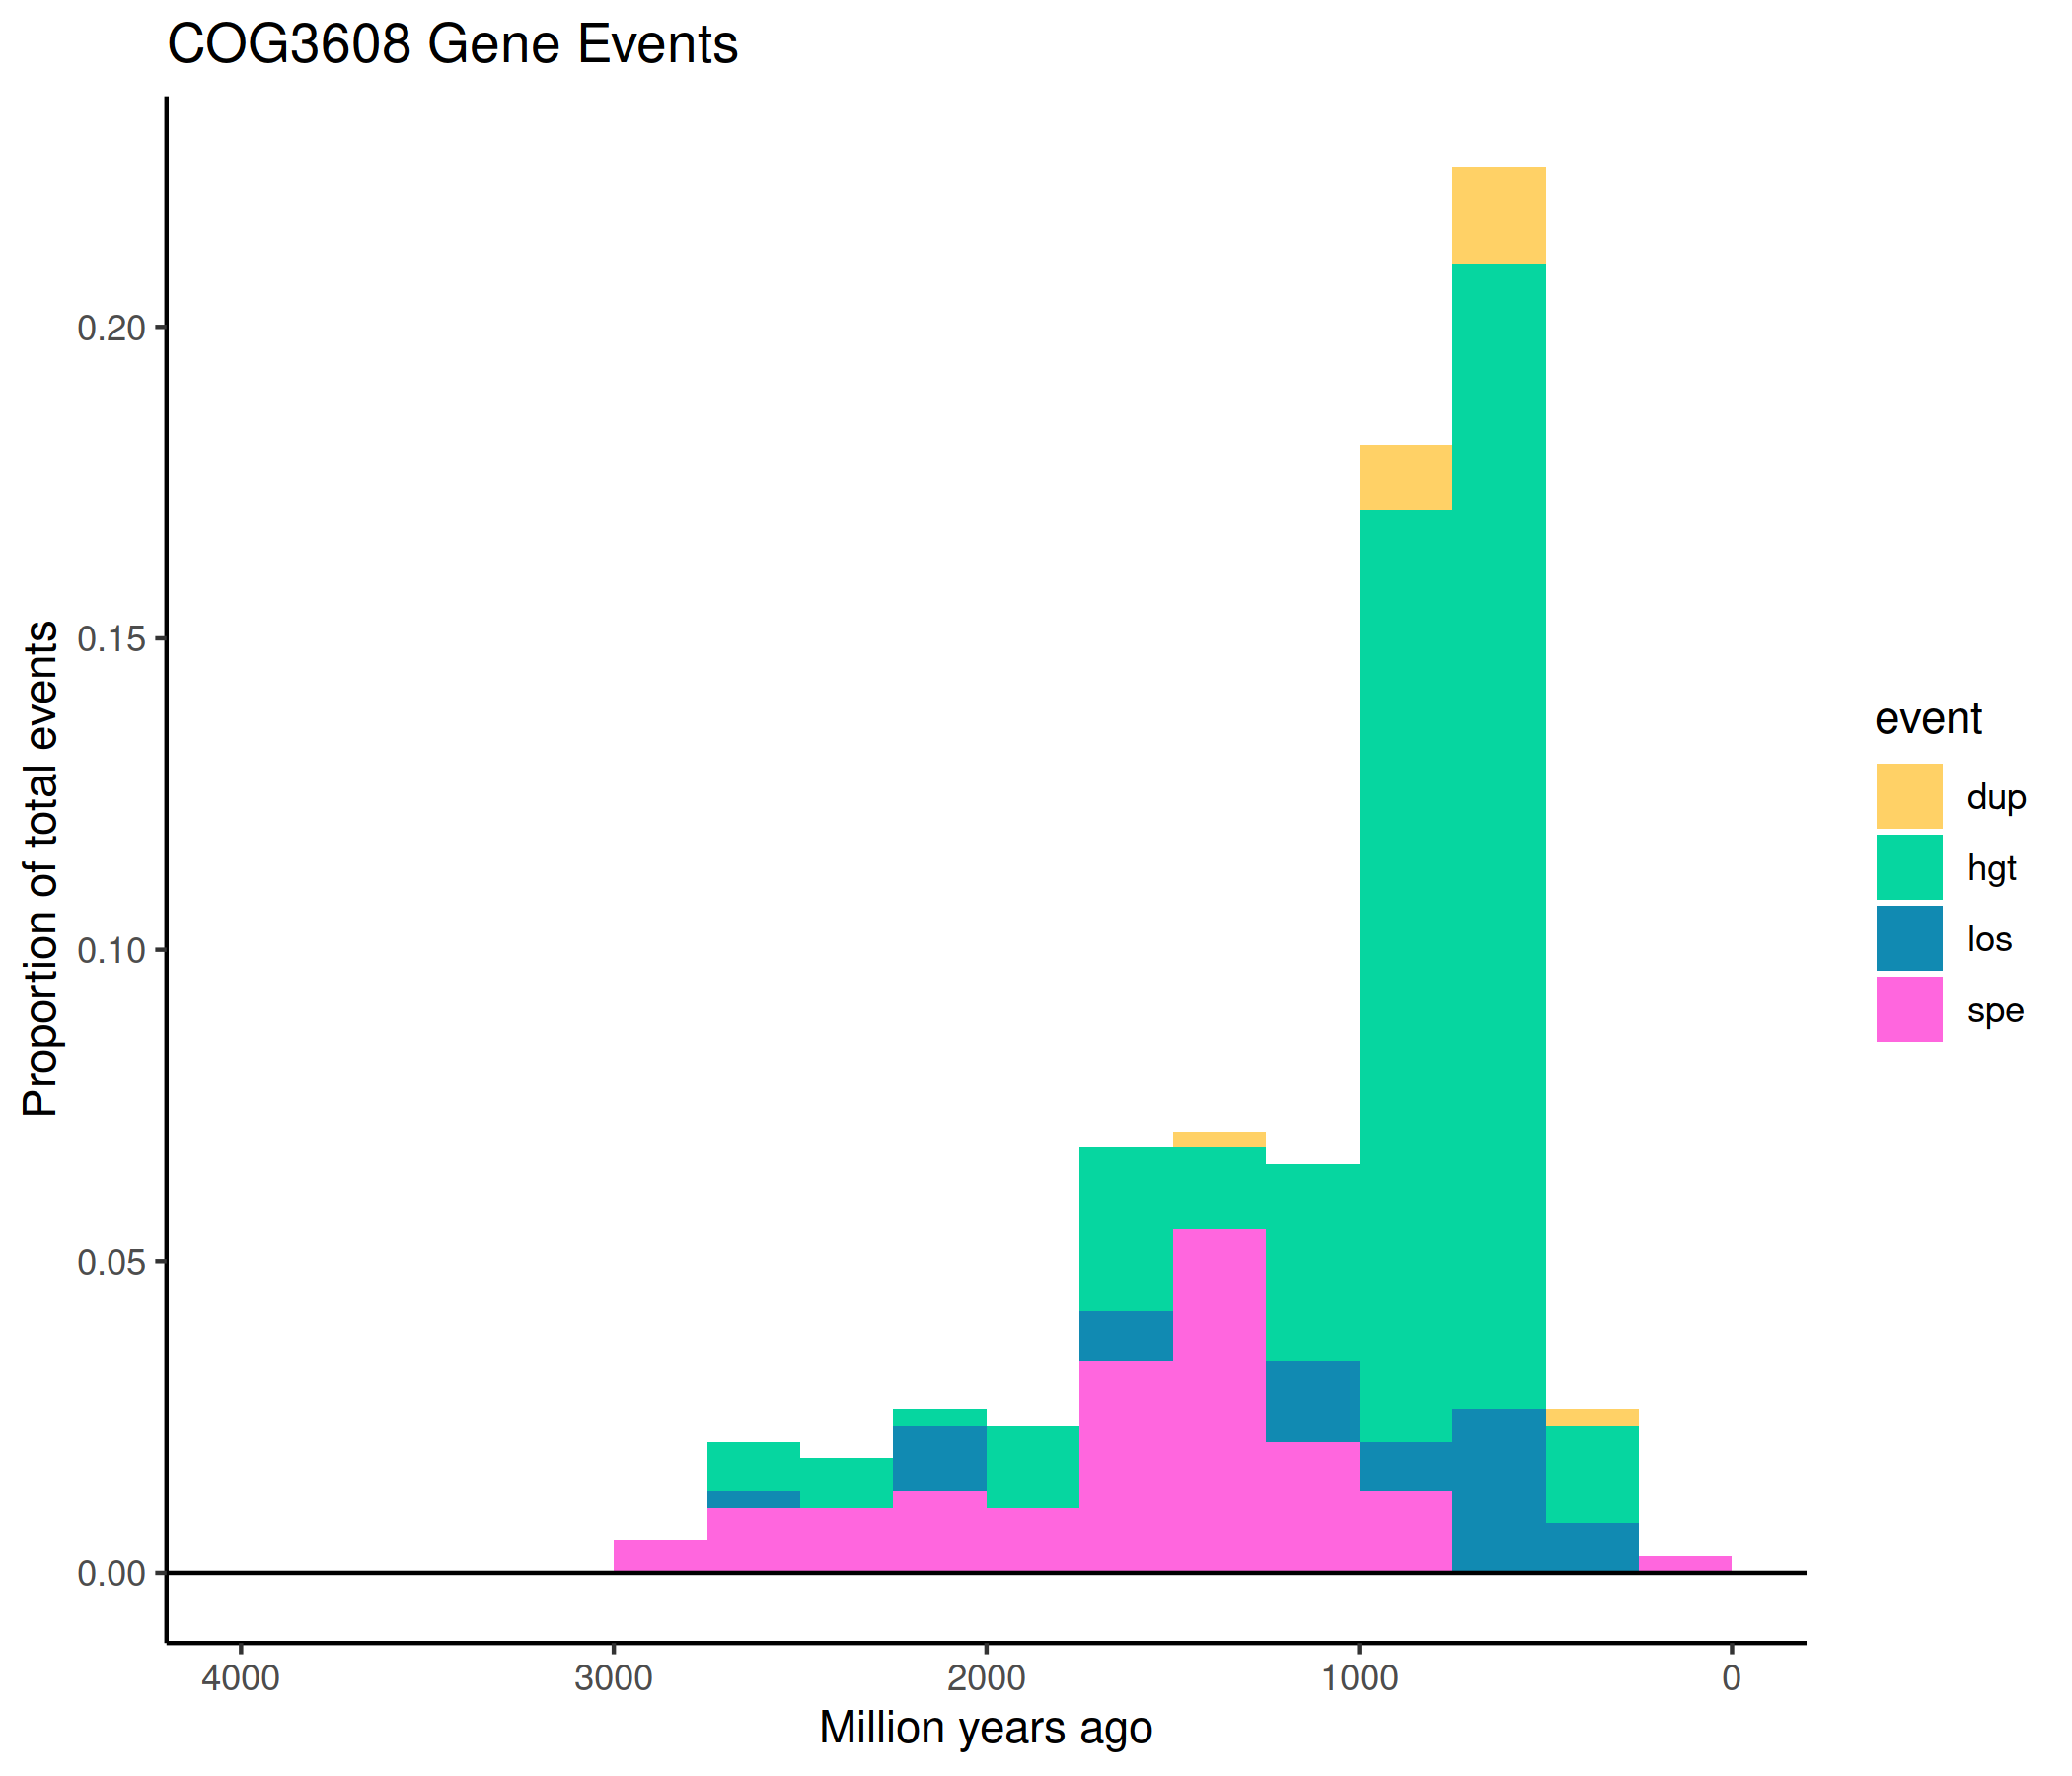 COG3608 Gene Events
Proportion of total events
0.20
0.15
0.10
0.05
0.00
4000 3000 2000 1000 0
Million years ago
event
dup
hgt
los
spe